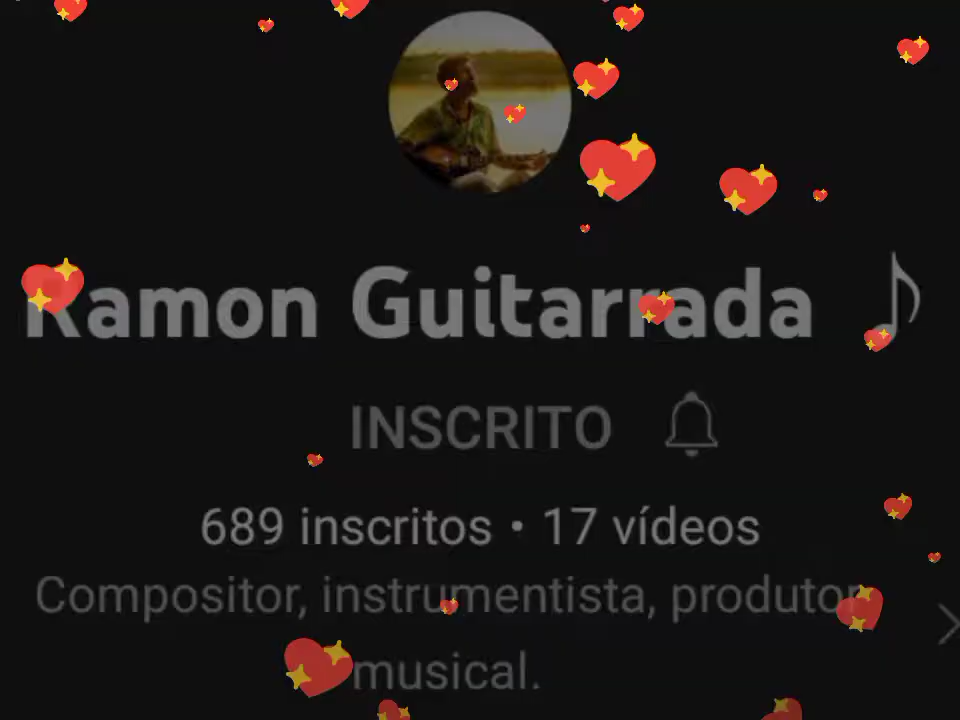 Ramon Guitarrada ♪
INSCRITO
689 inscritos • 17 vídeos
Compositor, instrumentista, produtor
musical.